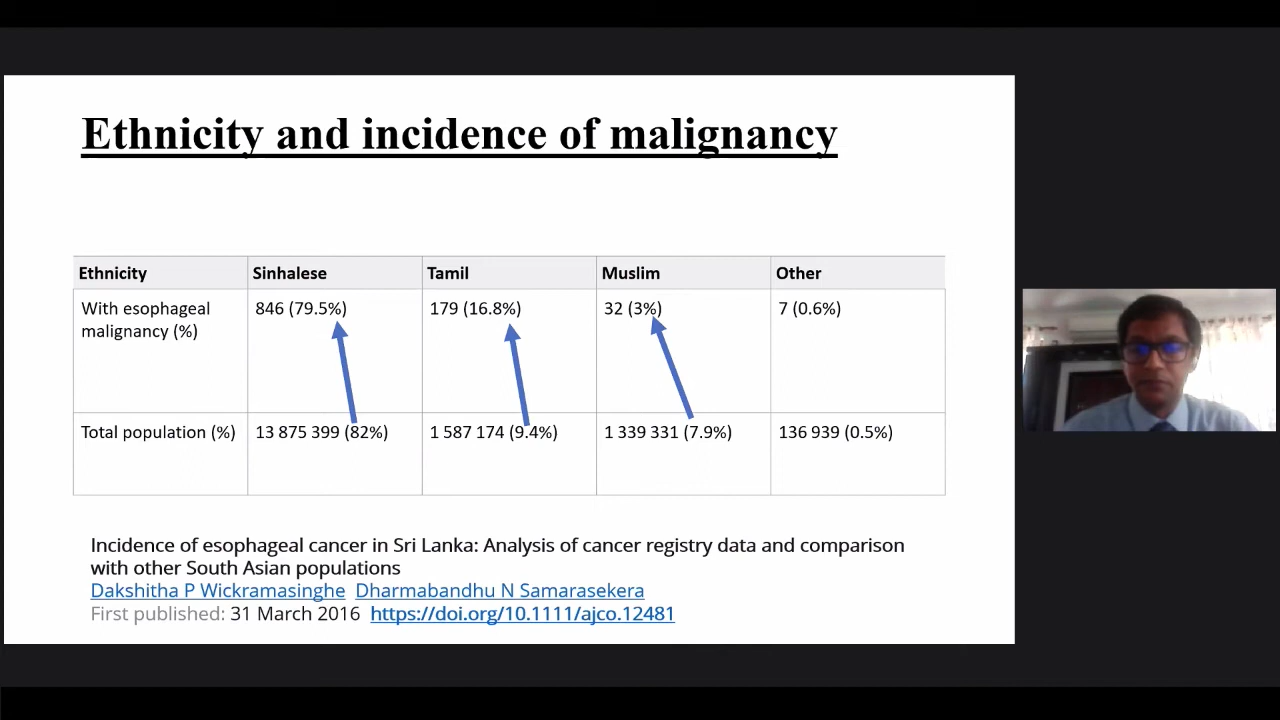 Ethnicity and incidence of malignancy
Ethnicity Sinhalese Tamil Muslim Other
With esophageal malignancy (%) 846 (79.5%) 179 (16.8%) 32 (3%) 7 (0.6%)
Total population (%) 13 875 399 (82%) 1 587 174 (9.4%) 1 339 331 (7.9%) 136 939 (0.5%)
Incidence of esophageal cancer in Sri Lanka: Analysis of cancer registry data and comparison
with other South Asian populations
Dakshitha P Wickramasinghe Dharmabandhu N Samarasekera
First published: 31 March 2016 https://doi.org/10.1111/ajco.12481